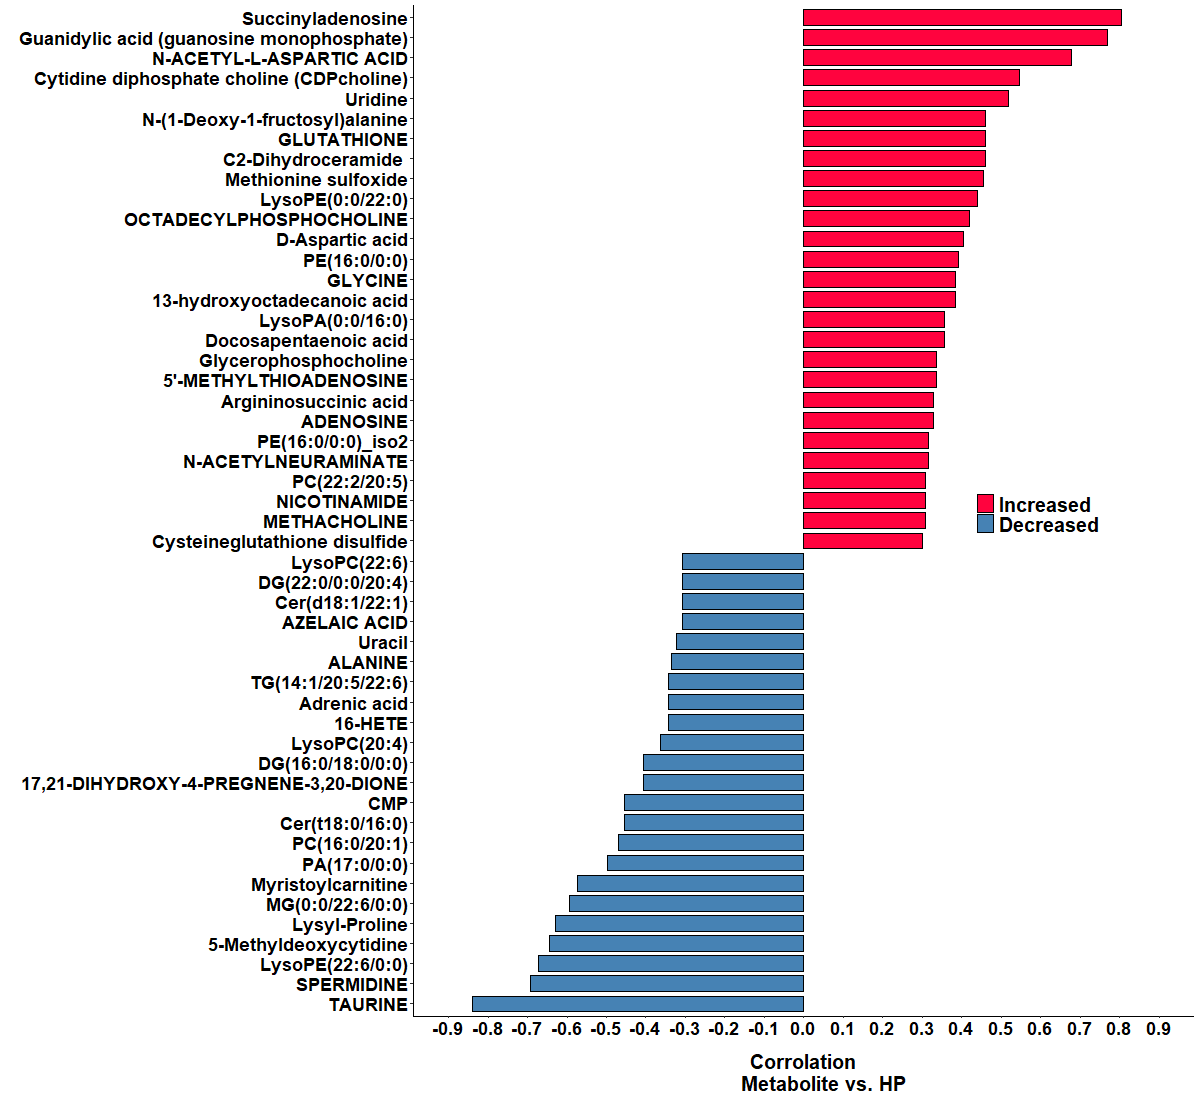 Succinyladenosine
Guanidylic acid (guanosine monophosphate)
N-ACETYL-L-ASPARTIC ACID
Cytidine diphosphate choline (CDPcholine)
Uridine
N-(1-Deoxy-1-fructosyl)alanine
GLUTATHIONE
C2-Dihydroceramide
Methionine sulfoxide
LysoPE(0:0/22:0)
OCTADECYLPHOSPHOCHOLINE
D-Aspartic acid
PE(16:0/0:0)
GLYCINE
13-hydroxyoctadecanoic acid
LysoPA(0:0/16:0)
Docosapentaenoic acid
Glycerophosphocholine
5'-METHYLTHIOADENOSINE
Argininosuccinic acid
ADENOSINE
PE(16:0/0:0)_iso2
N-ACETYLNEURAMINATE
PC(22:2/20:5)
NICOTINAMIDE
METHACHOLINE
Cysteineglutathione disulfide
LysoPC(22:6)
DG(22:0/0:0/20:4)
Cer(d18:1/22:1)
AZELAIC ACID
Uracil
ALANINE
TG(14:1/20:5/22:6)
Adrenic acid
16-HETE
LysoPC(20:4)
DG(16:0/18:0/0:0)
17,21-DIHYDROXY-4-PREGNENE-3,20-DIONE
CMP
Cer(t18:0/16:0)
PC(16:0/20:1)
PA(17:0/0:0)
Myristoylcarnitine
MG(0:0/22:6/0:0)
Lysyl-Proline
5-Methyldeoxycytidine
LysoPE(22:6/0:0)
SPERMIDINE
TAURINE
Increased
Decreased
-0.9 -0.8 -0.7 -0.6 -0.5 -0.4 -0.3 -0.2 -0.1 0.0 0.1 0.2 0.3 0.4 0.5 0.6 0.7 0.8 0.9
Corrolation
Metabolite vs. HP